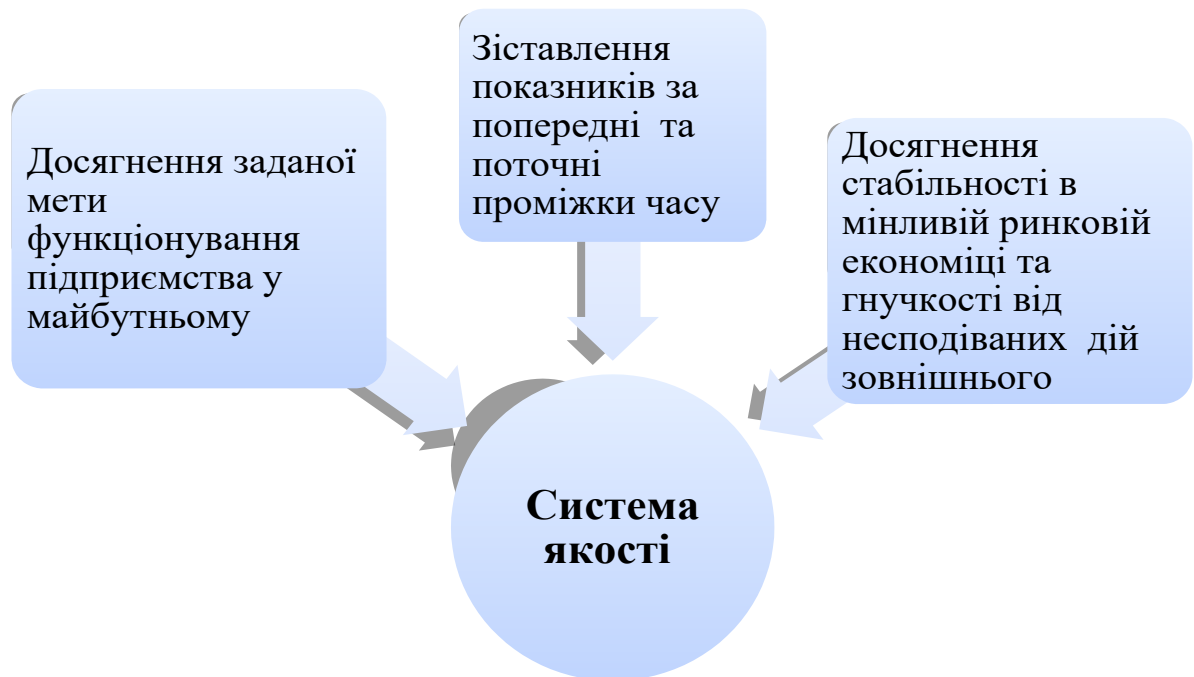 Досягнення заданої
мети
функціонування
підприємства у
майбутньому
Зіставлення
показників за
попередні та
поточні
проміжки часу
Досягнення
стабільності в
мінливій ринковій
економіці та
гнучкості від
несподіваних дій
зовнішнього
Система
якості